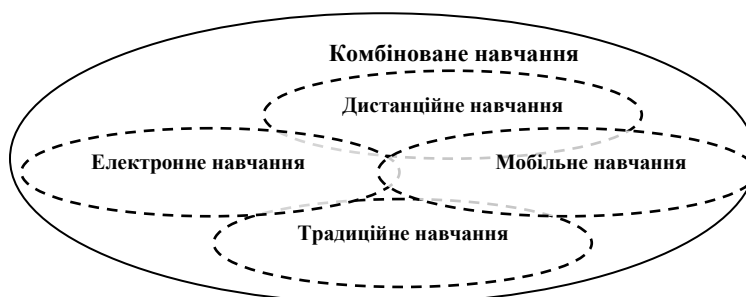 Комбіноване навчання
Дистанційне навчання
Електронне навчання
Мобільне навчання
Традиційне навчання